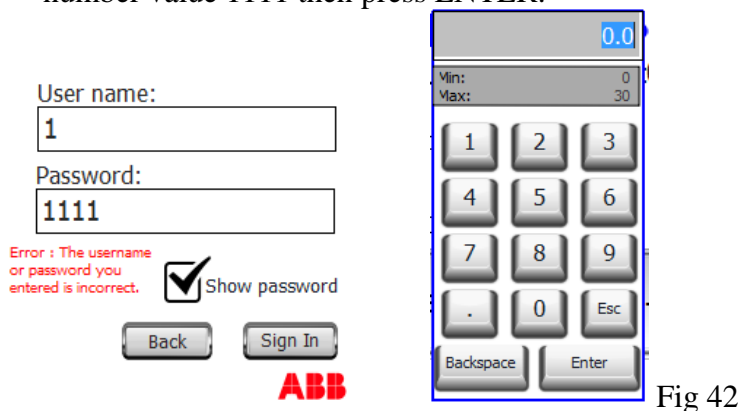 number value 1111 then press ENTER.
User name:
1
Password:
1111
Error : The username
or password you
entered is incorrect.
Show password
Back
Sign In
ABB
0.0
Min: 0
Max: 30
1 2 3
4 5 6
7 8 9
. 0 Esc
Backspace Enter
Fig 42